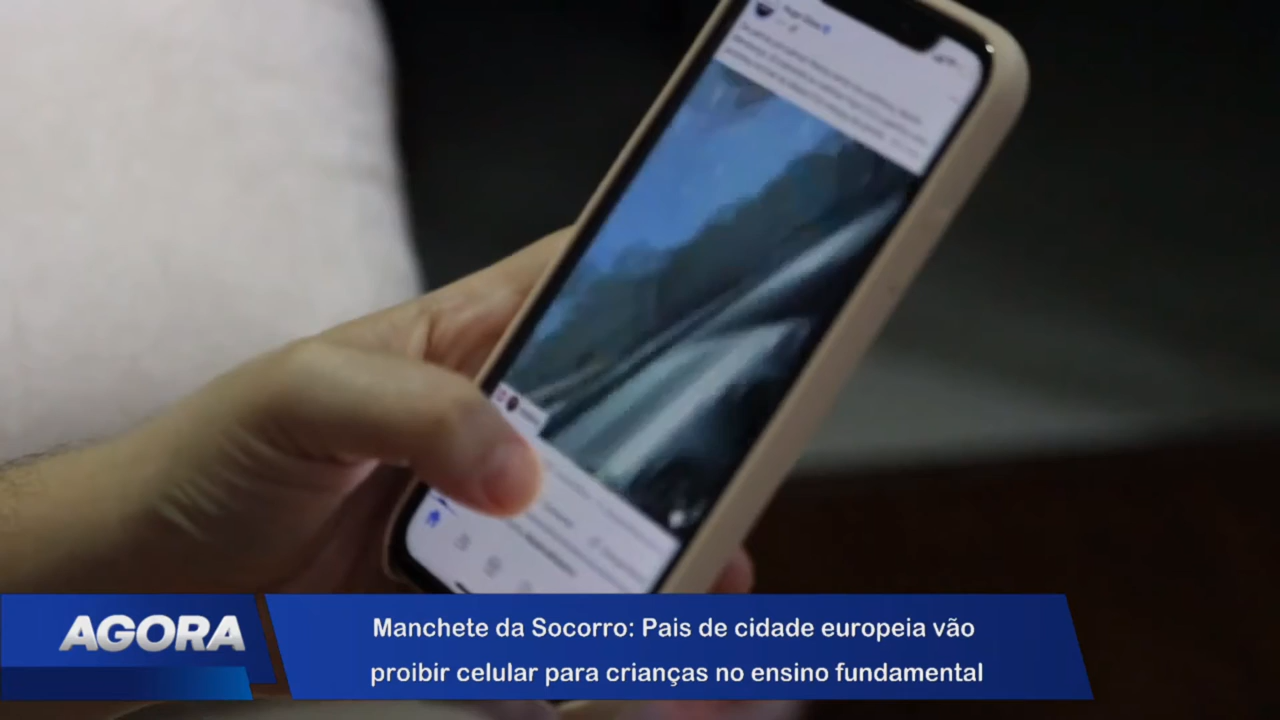 AGORA
Manchete da Socorro: Pais de cidade europeia vão
proibir celular para crianças no ensino fundamental